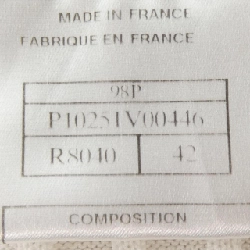 MADE IN FRANCE
FABRIQUE EN FRANCE
98P
P10251V00446
R8040 42
COMPOSITION